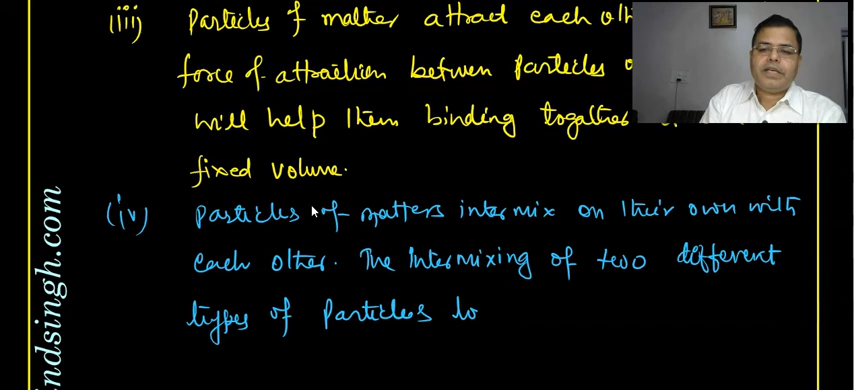 (iii) Particles of matter attract each oth
force of attraction between particles o
will help them binding togather
fixed volume.
(iv) Particles of matters intermix on their own with
each other. The Intermixing of two different
types of Particles to
ndsingh.com